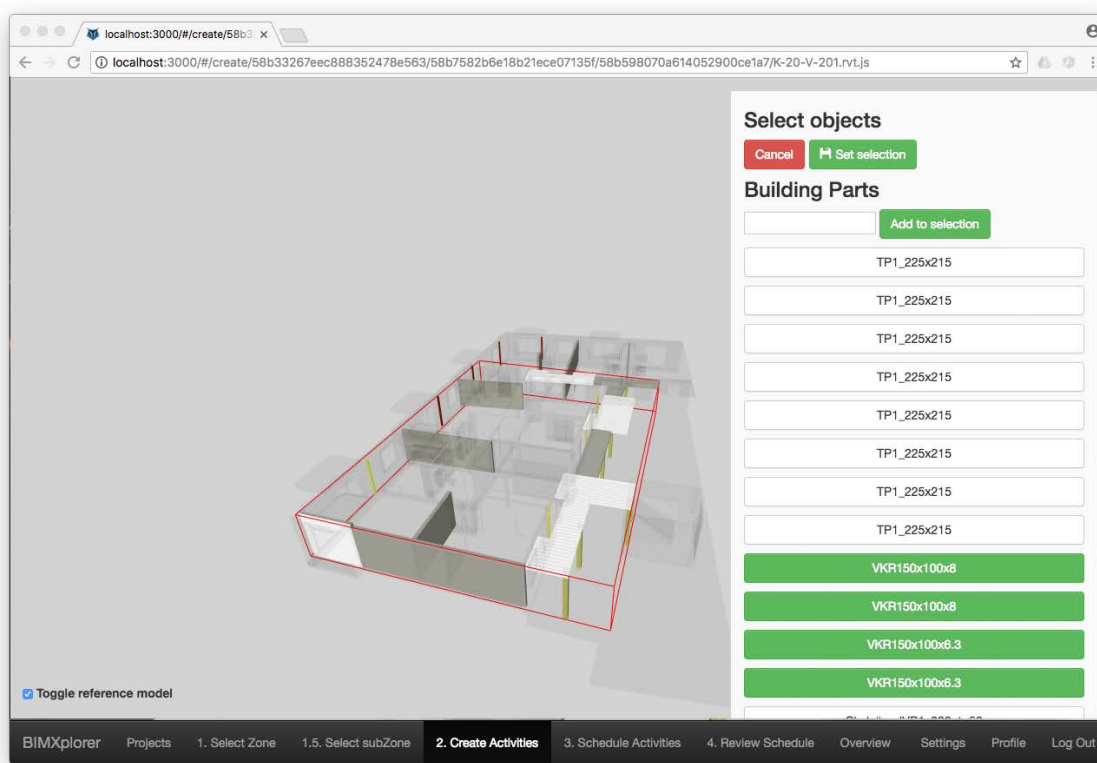 localhost:3000/#/create/58b3
localhost:3000/#/create/58b33267eec888352478e563/58b7582b6e18b21ece07135f/58b598070a614052900ce1a7/K-20-V-201.rvt.js
Select objects
Cancel Set selection
Building Parts
Add to selection
TP1_225x215
TP1_225x215
TP1_225x215
TP1_225x215
TP1_225x215
TP1_225x215
TP1_225x215
TP1_225x215
VKR150x100x8
VKR150x100x8
VKR150x100x6.3
VKR150x100x6.3
Toggle reference model
BIMXplorer Projects 1. Select Zone 1.5. Select subZone 2. Create Activities 3. Schedule Activities 4. Review Schedule Overview Settings Profile Log Out